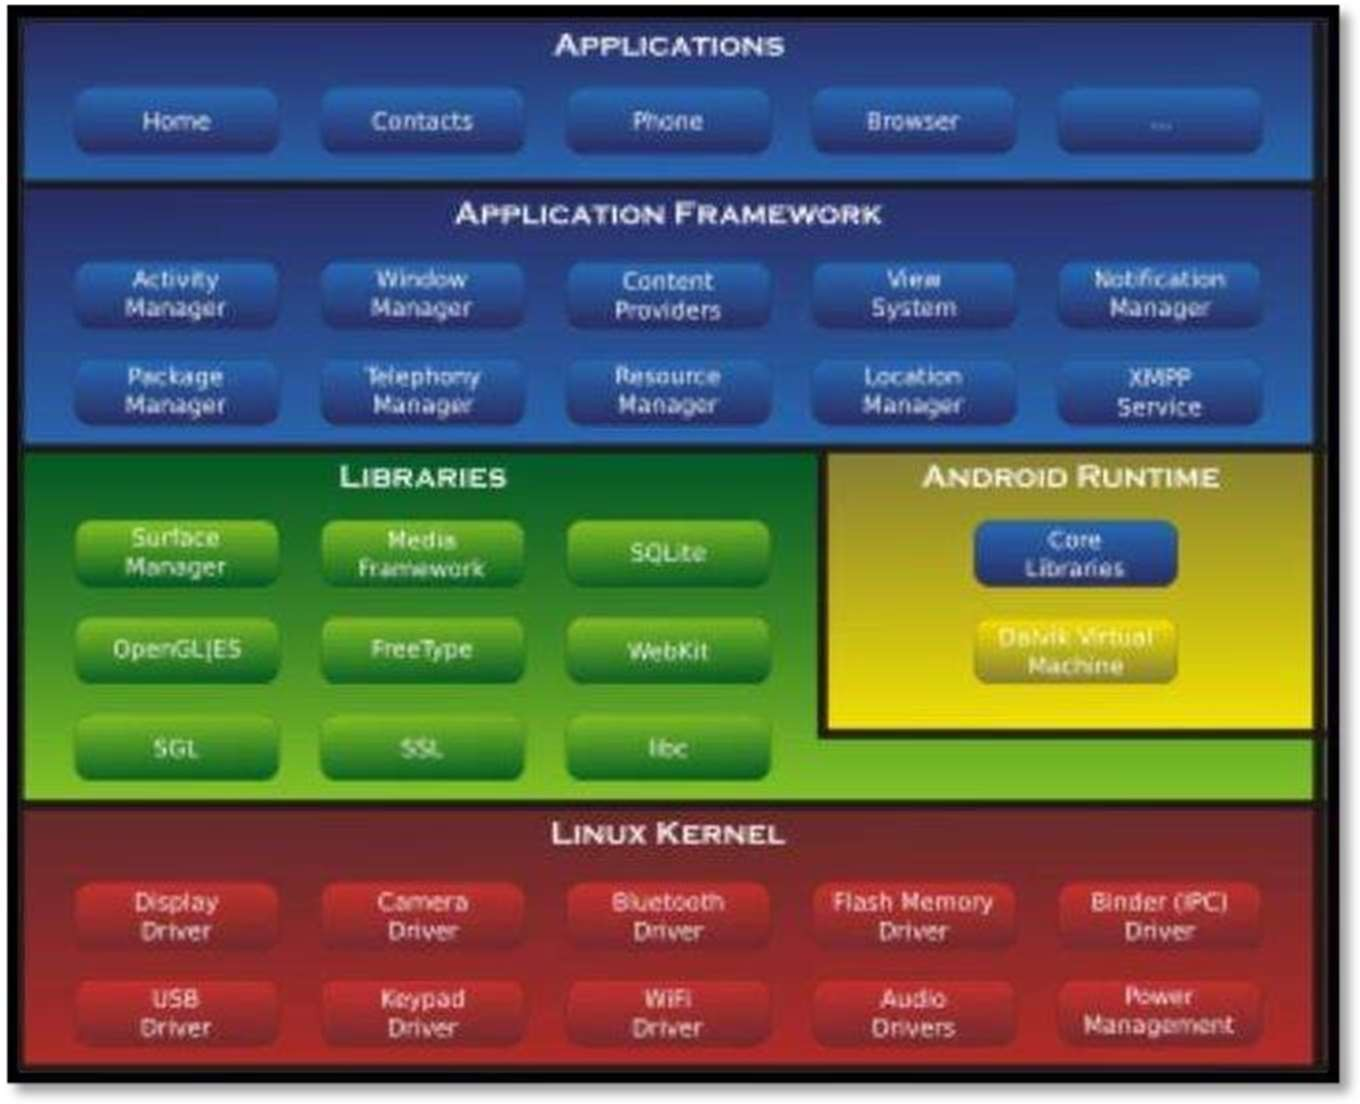 APPLICATIONS
Home
Contacts
Phone
Browser
...
APPLICATION FRAMEWORK
Activity
Manager
Window
Manager
Content
Providers
View
System
Notification
Manager
Package
Manager
Telephony
Manager
Resource
Manager
Location
Manager
XMPP
Service
LIBRARIES
Surface
Manager
Media
Framework
SQLite
OpenGL|ES
FreeType
WebKit
SGL
SSL
libc
ANDROID RUNTIME
Core
Libraries
Dalvik Virtual
Machine
LINUX KERNEL
Display
Driver
Camera
Driver
Bluetooth
Driver
Flash Memory
Driver
Binder (IPC)
Driver
USB
Driver
Keypad
Driver
WiFi
Driver
Audio
Drivers
Power
Management